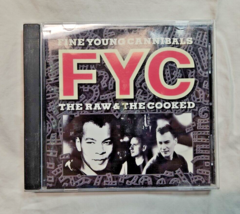 FINE YOUNG CANNIBALS
FYC
THE RAW & THE COOKED